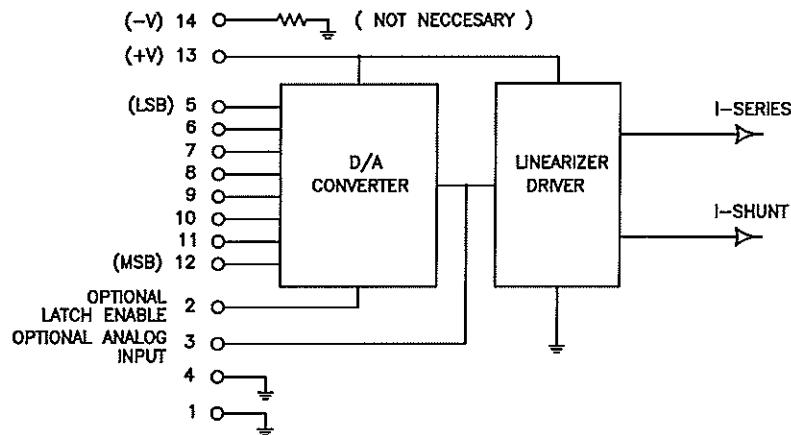 (-V) 14 ( NOT NECCESARY )
(+V) 13
(LSB) 5
6
7
8
9
10
11
(MSB) 12
D/A
CONVERTER
LINEARIZER
DRIVER
I-SERIES
I-SHUNT
OPTIONAL
LATCH ENABLE 2
OPTIONAL ANALOG
INPUT 3
4
1